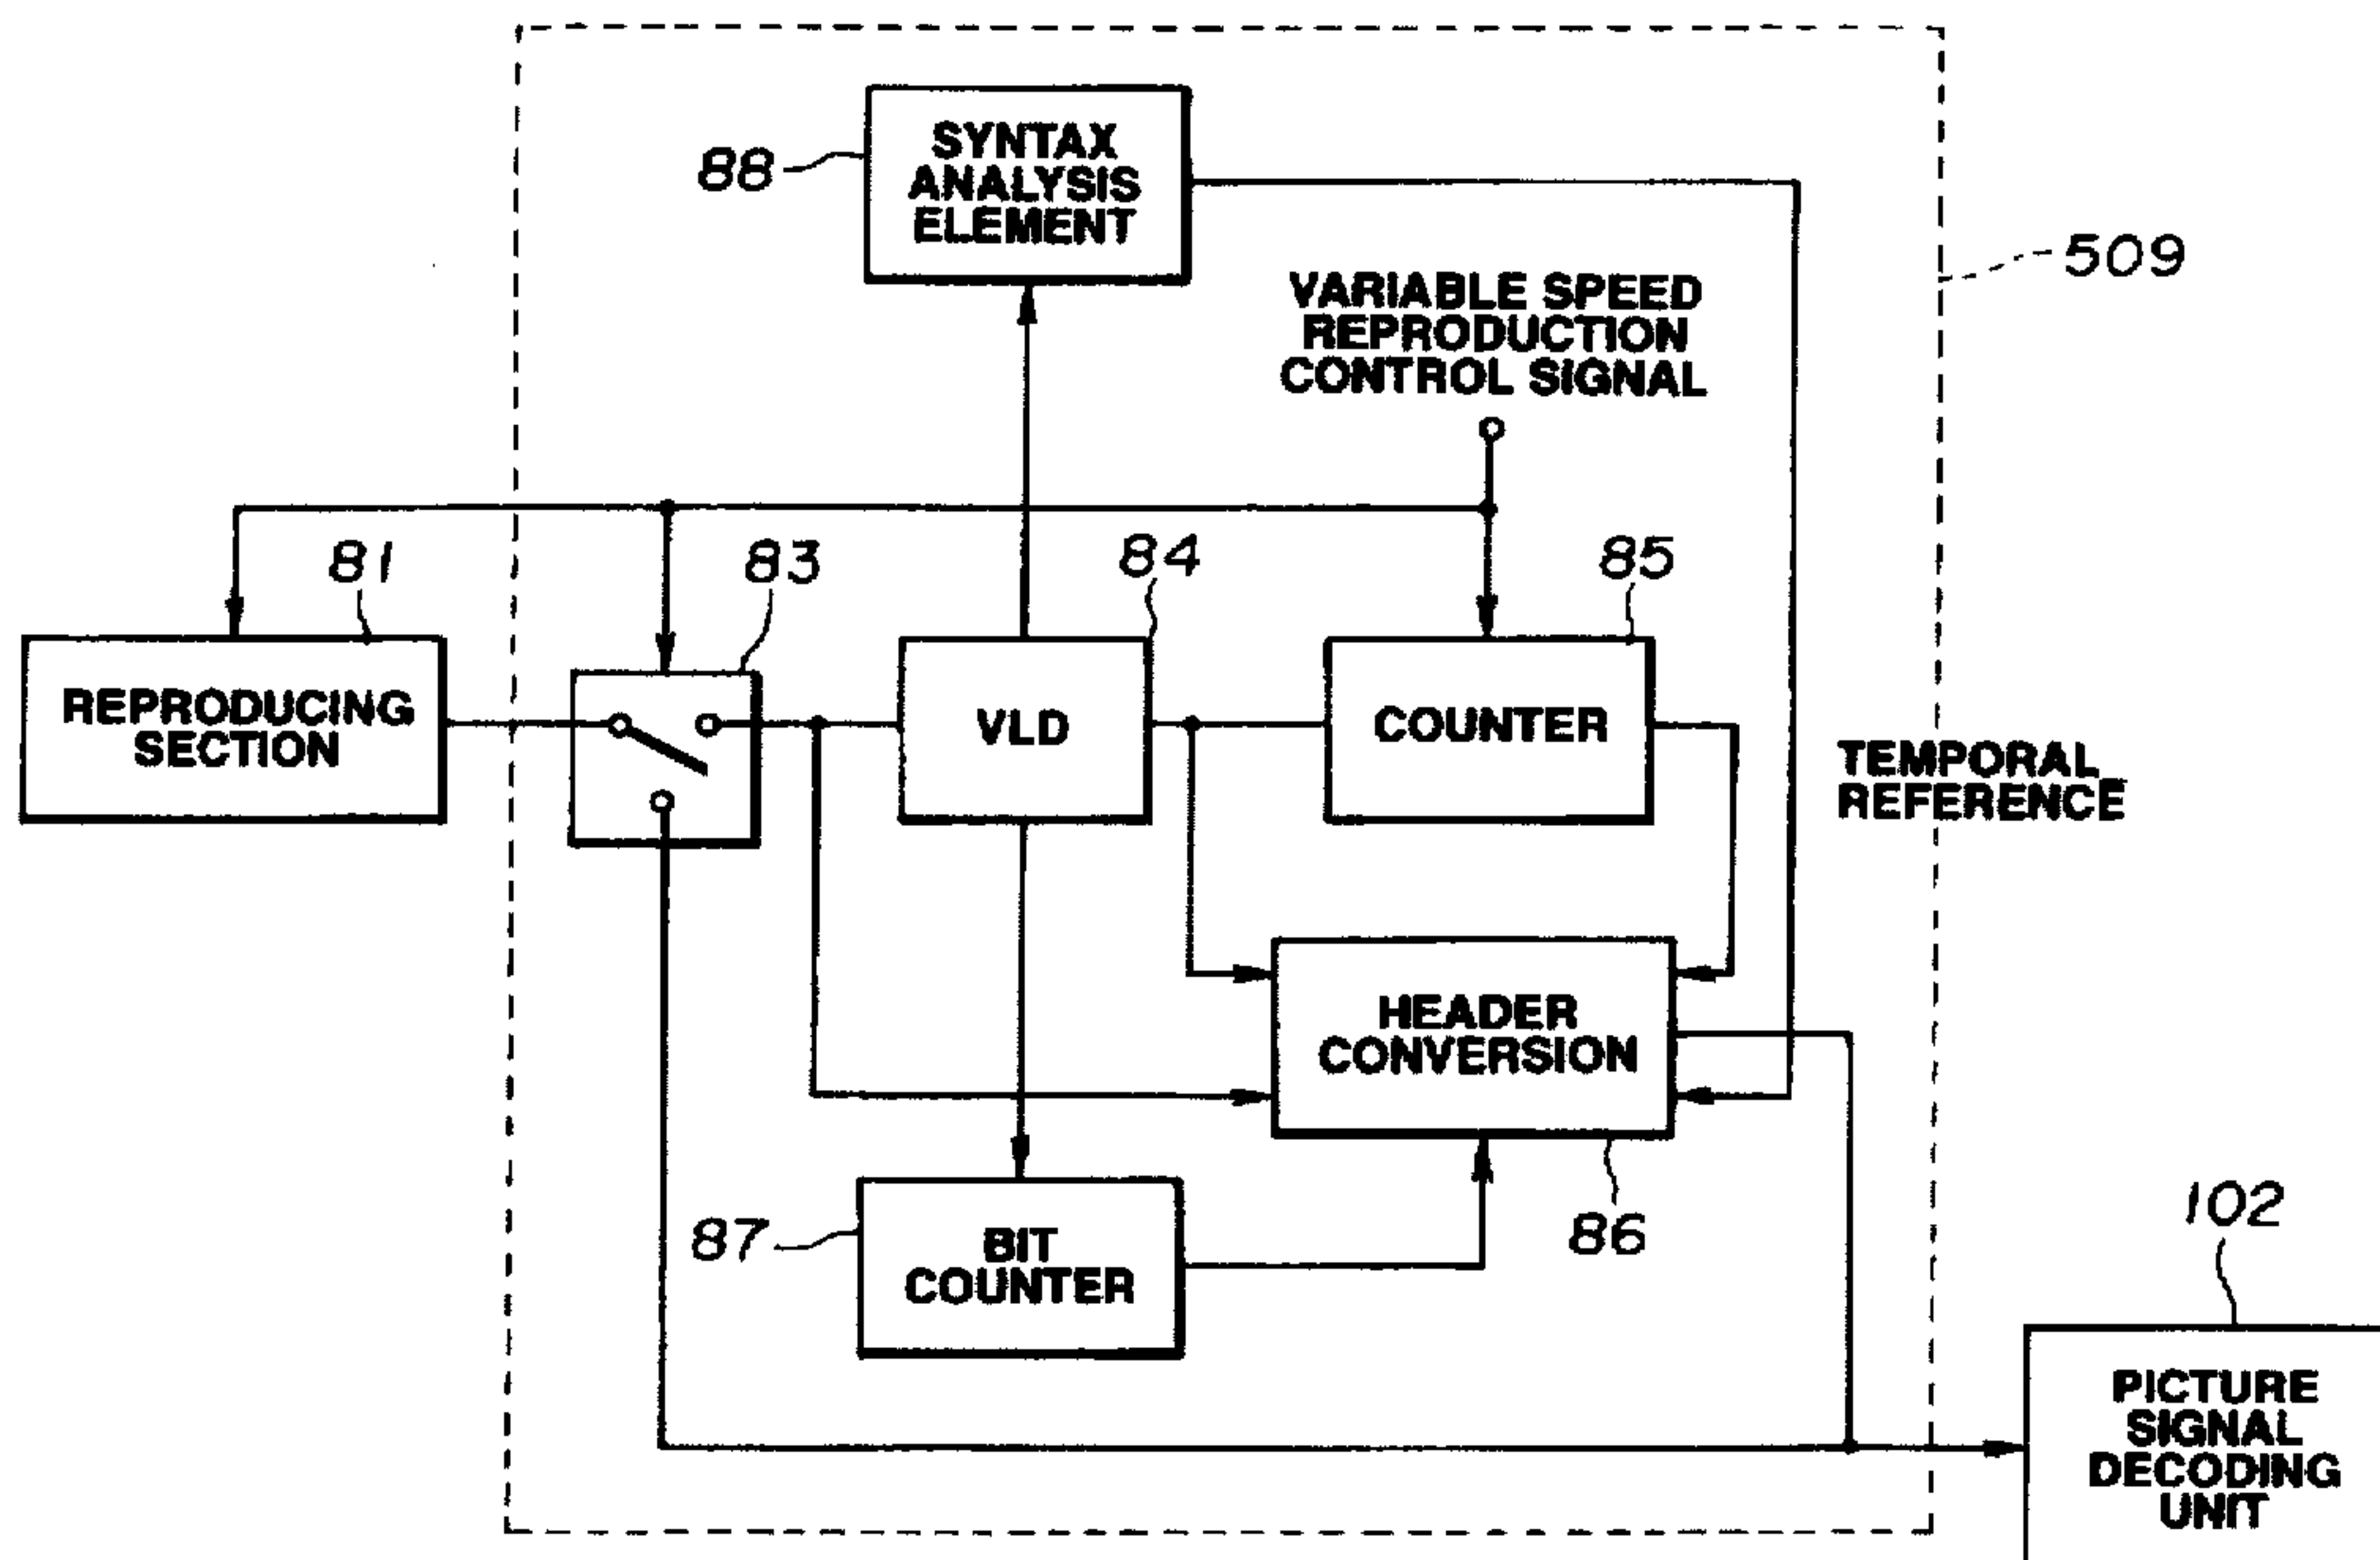 SYNTAX
ANALYSIS
ELEMENT
88
509
VARIABLE SPEED
REPRODUCTION
CONTROL SIGNAL
81
83
84
85
REPRODUCING
SECTION
VLD
COUNTER
TEMPORAL
REFERENCE
HEADER
CONVERSION
86
87
BIT
COUNTER
102
PICTURE
SIGNAL
DECODING
UNIT